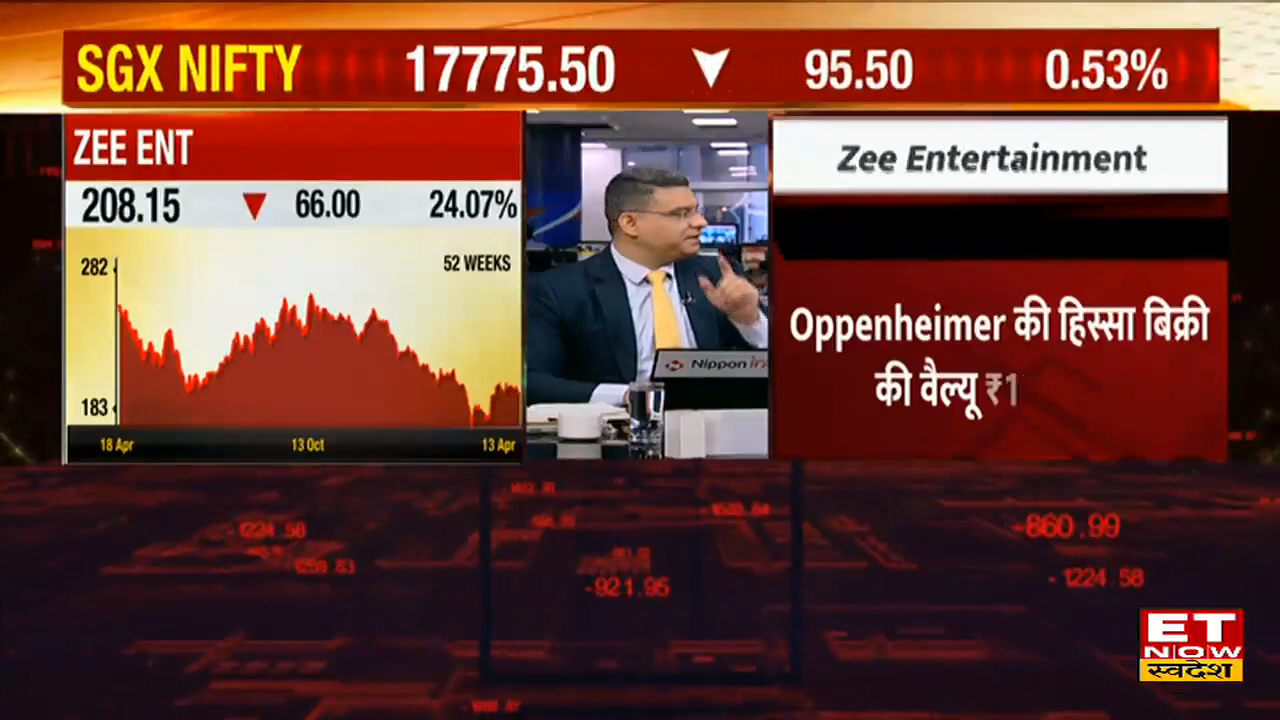 SGX NIFTY 17775.50 95.50 0.53%
ZEE ENT
208.15 66.00 24.07%
282 52 WEEKS
183
18 Apr 13 Oct 13 Apr
Nippon in
Zee Entertainment
Oppenheimer की हिस्सा बिक्री
की वैल्यू ₹1
-1224 58
-921.95
-860.99
-1224 58
ET
NOW
स्वदेश